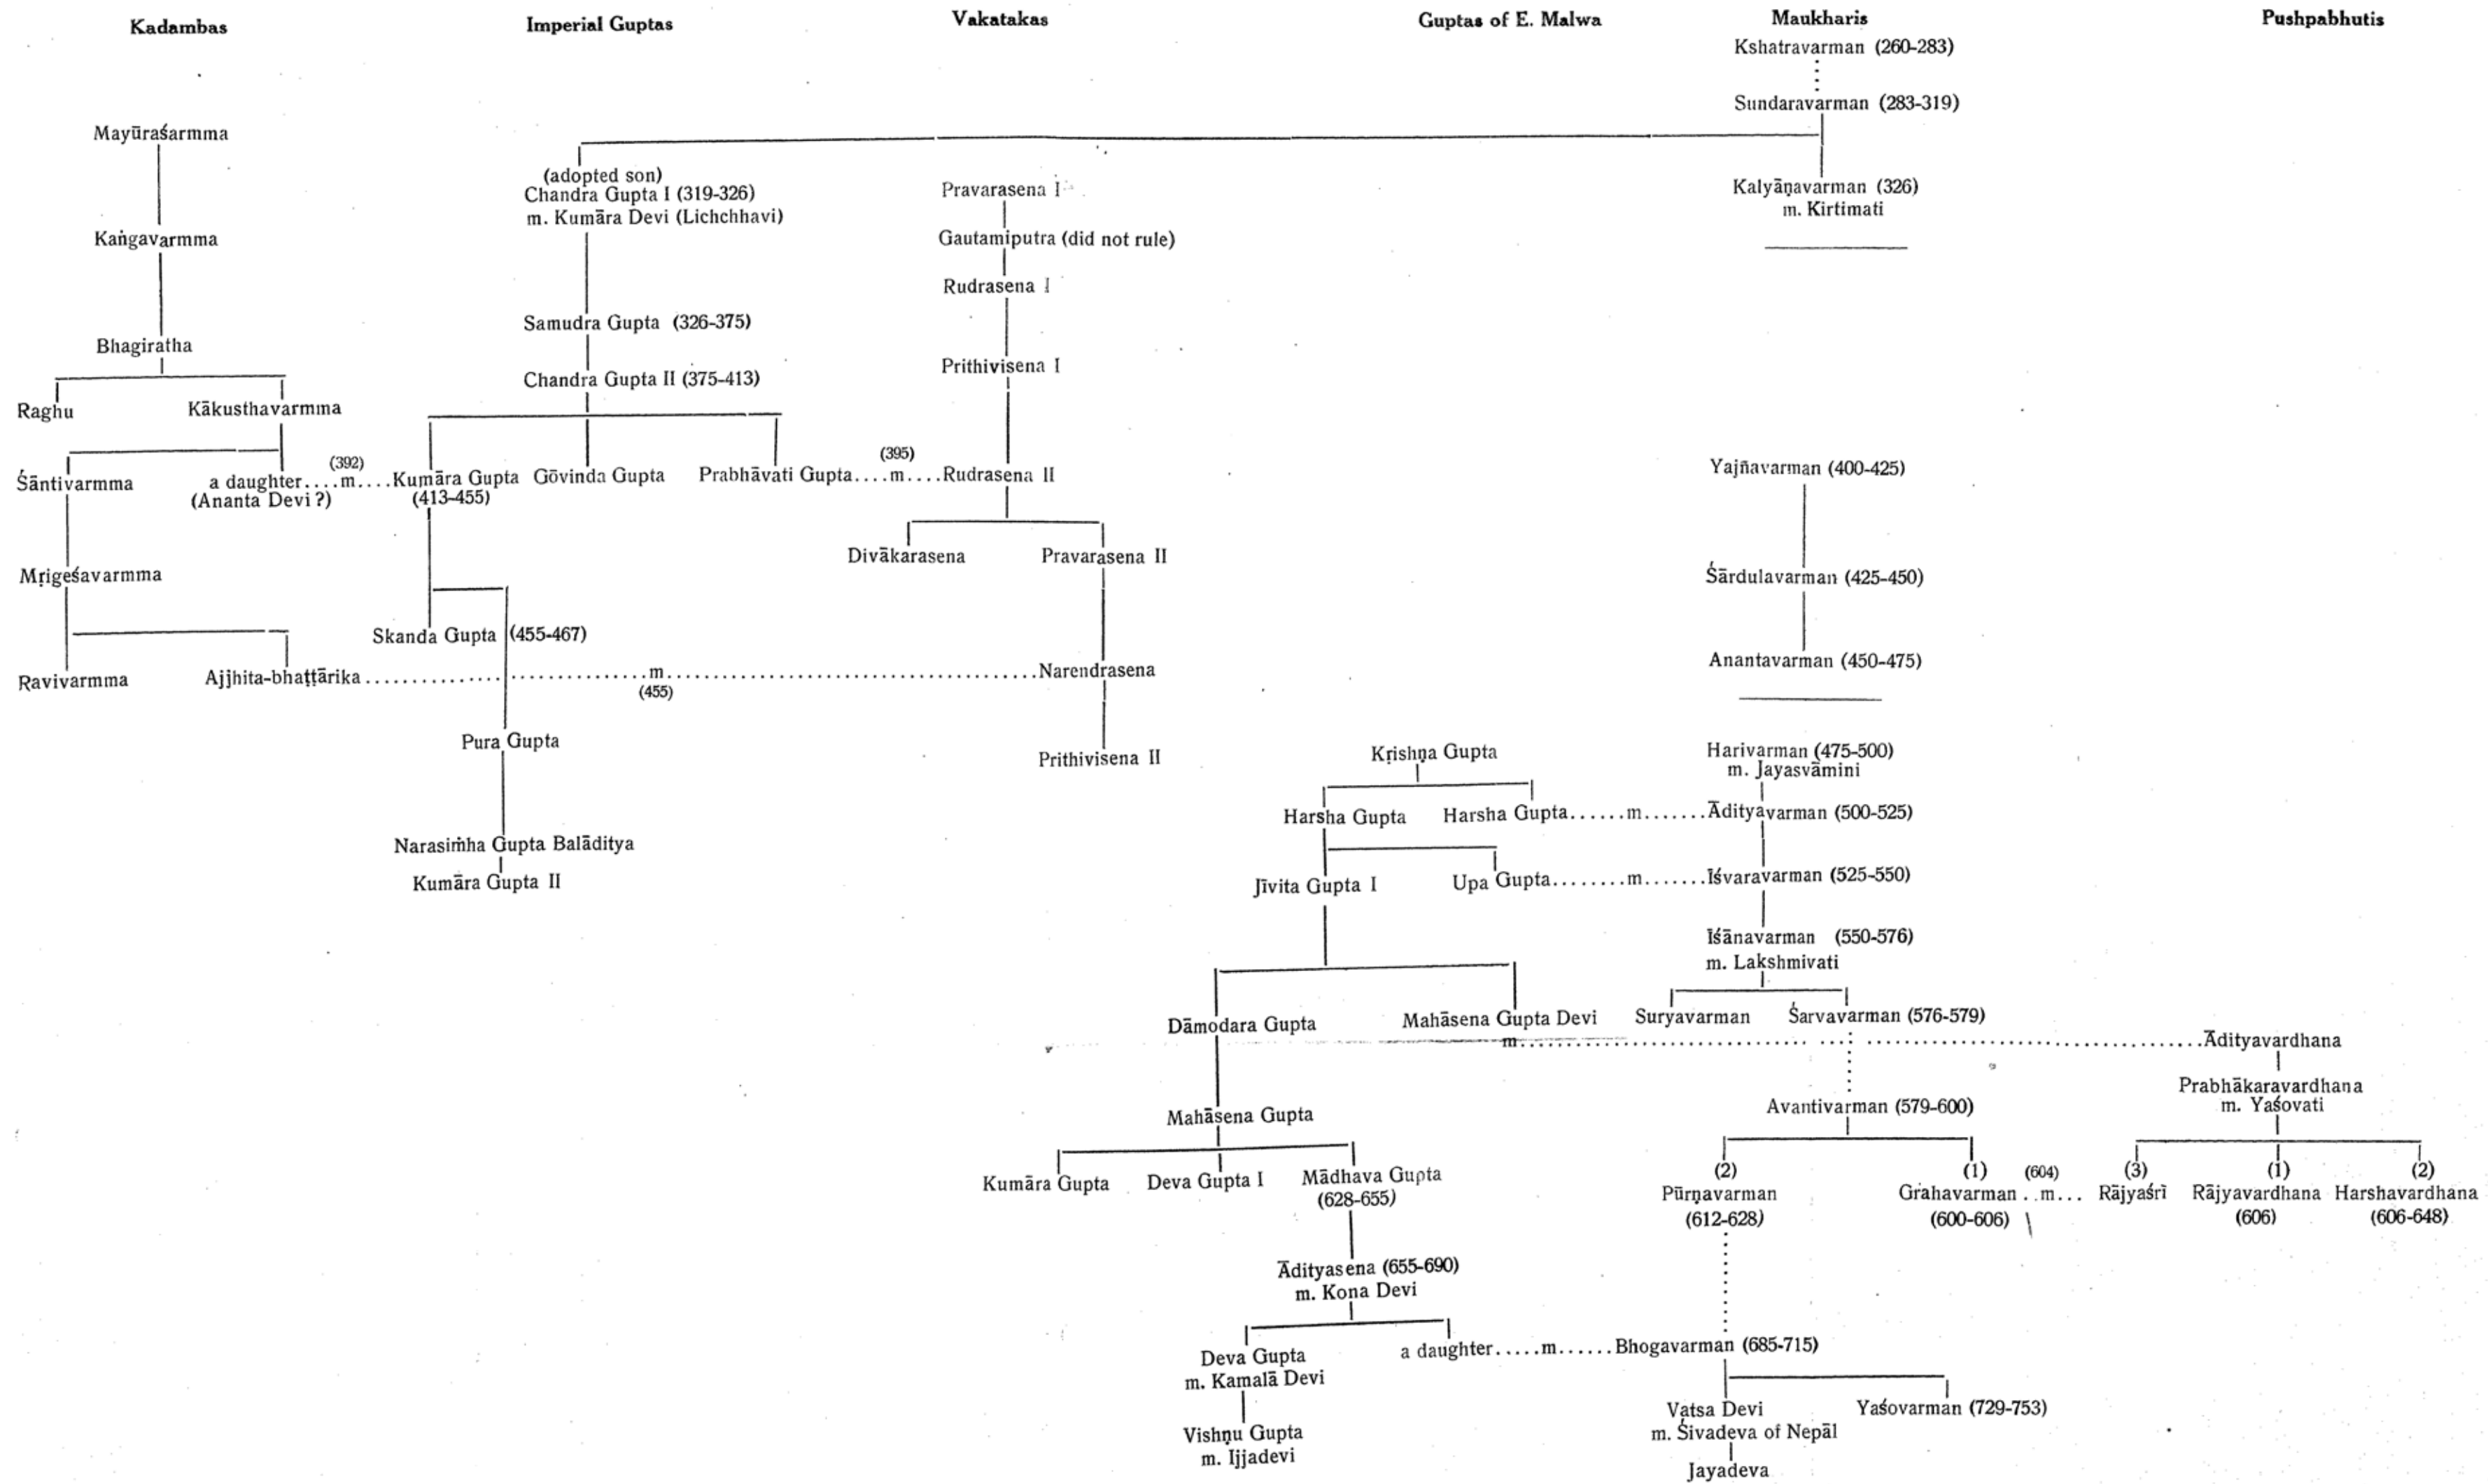 Kadambas
Imperial Guptas
Vakatakas
Guptas of E. Malwa
Maukharis
Pushpabhutis
Kshatravarman (260-283)
Sundaravarman (283-319)
Mayūraśarmma
(adopted son)
Chandra Gupta I (319-326)
m. Kumāra Devi (Lichchhavi)
Pravarasena I
Kalyāṇavarman (326)
m. Kirtimati
Kaṅgavarmma
Gautamiputra (did not rule)
Rudrasena I
Samudra Gupta (326-375)
Bhagiratha
Prithivisena I
Chandra Gupta II (375-413)
Raghu
Kākusthavarmma
Śāntivarmma
a daughter....m....Kumāra Gupta
(392)
(Ananta Devi ?)
(413-455)
Gōvinda Gupta
Prabhāvati Gupta....m....Rudrasena II
(395)
Yajñavarman (400-425)
Divākarasena
Pravarasena II
Mṛigeśavarmma
Śārdulavarman (425-450)
Skanda Gupta (455-467)
Ravivarmma
Ajjhita-bhaṭṭārika..............................m..............................Narendrasena
(455)
Anantavarman (450-475)
Pura Gupta
Prithivisena II
Kṛishṇa Gupta
Harivarman (475-500)
m. Jayasvāmini
Harsha Gupta
Harsha Gupta......m.......Ādityavarman (500-525)
Narasiṁha Gupta Balāditya
Kumāra Gupta II
Jīvita Gupta I
Upa Gupta........m.......Īśvaravarman (525-550)
Īśānavarman (550-576)
m. Lakshmivati
Dāmodara Gupta
Mahāsena Gupta Devi
Suryavarman
Śarvavarman (576-579)
m..............................Ādityavardhana
Prabhākaravardhana
m. Yaśovati
Mahāsena Gupta
Avantivarman (579-600)
Kumāra Gupta
Deva Gupta I
Mādhava Gupta
(628-655)
(2)
Pūrṇavarman
(612-628)
(1)
(604)
(3)
(1)
(2)
Grahavarman . .m... Rājyaśrī
Rājyavardhana
Harshavardhana
(600-606)
(606)
(606-648)
Ādityasena (655-690)
m. Kona Devi
Deva Gupta
m. Kamalā Devi
a daughter.....m......Bhogavarman (685-715)
Vatsa Devi
m. Śivadeva of Nepāl
Yaśovarman (729-753)
Vishṇu Gupta
m. Ijjadevi
Jayadeva